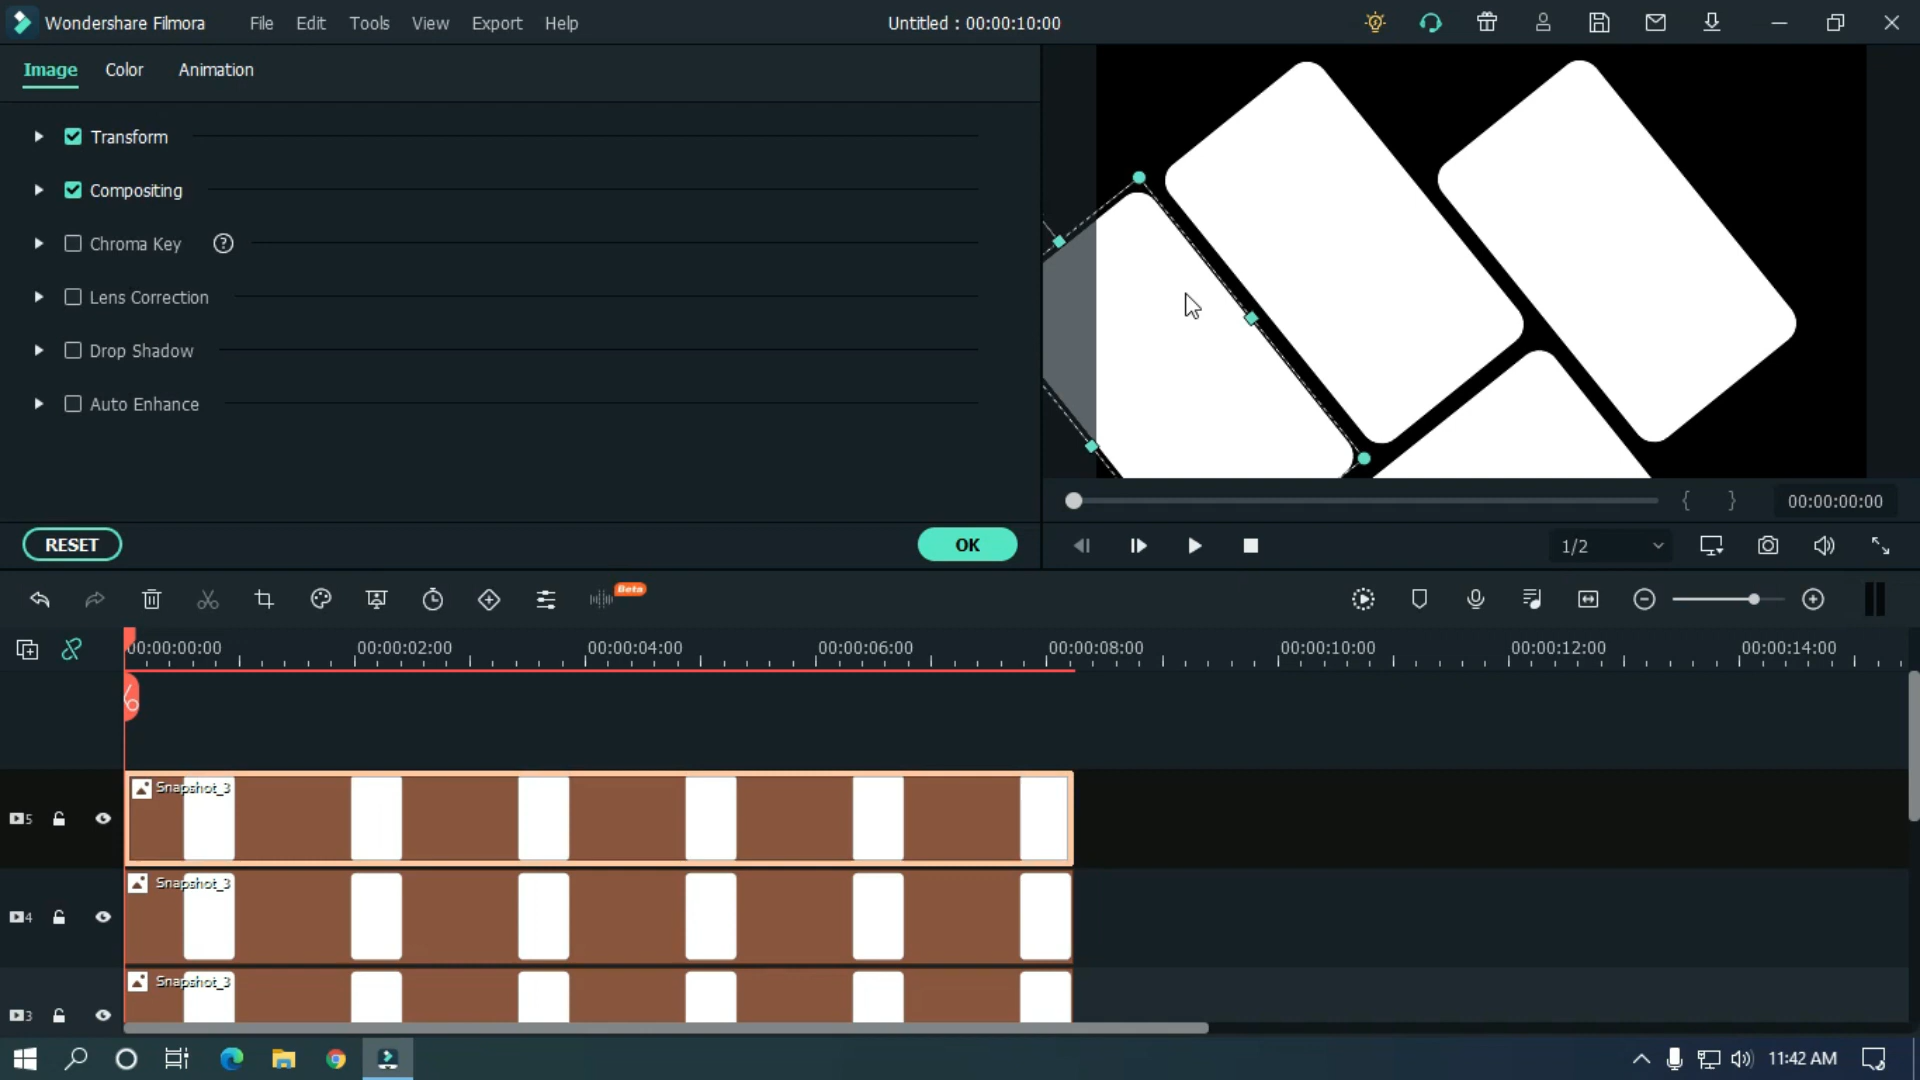 Wondershare Filmora File Edit Tools View Export Help Untitled : 00:00:10:00
Image Color Animation
Transform
Compositing
Chroma Key ?
Lens Correction
Drop Shadow
Auto Enhance
{ } 00:00:00:00
RESET OK 1/2
Beta
00:00:00:00 00:00:02:00 00:00:04:00 00:00:06:00 00:00:08:00 00:00:10:00 00:00:12:00 00:00:14:00
Snapshot_3
5
Snapshot_3
4
Snapshot_3
3
11:42 AM